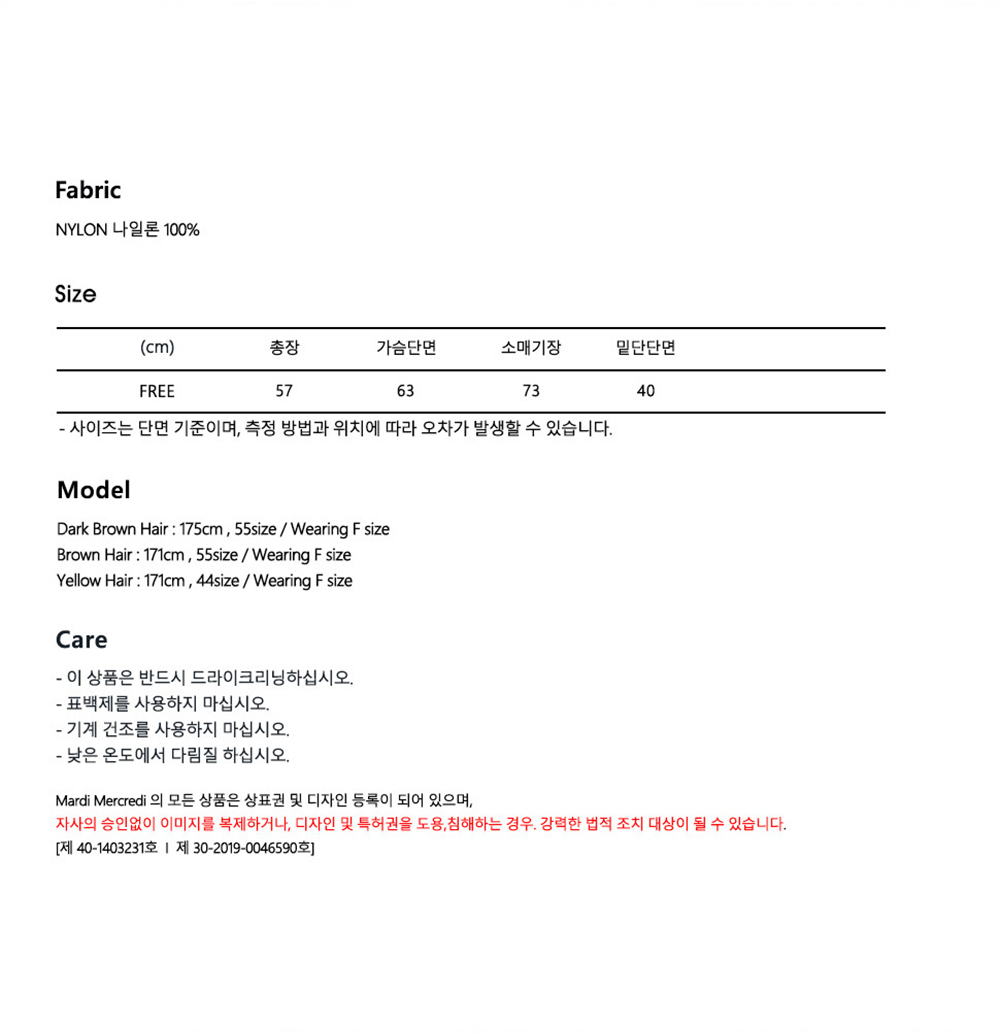 Fabric
NYLON 나일론 100%
Size
(cm) 총장 가슴단면 소매기장 밑단단면
FREE 57 63 73 40
- 사이즈는 단면 기준이며, 측정 방법과 위치에 따라 오차가 발생할 수 있습니다.
Model
Dark Brown Hair : 175cm , 55size / Wearing F size
Brown Hair : 171cm , 55size / Wearing F size
Yellow Hair : 171cm , 44size / Wearing F size
Care
- 이 상품은 반드시 드라이크리닝하십시오.
- 표백제를 사용하지 마십시오.
- 기계 건조를 사용하지 마십시오.
- 낮은 온도에서 다림질 하십시오.
Mardi Mercredi 의 모든 상품은 상표권 및 디자인 등록이 되어 있으며,
자사의 승인없이 이미지를 복제하거나, 디자인 및 특허권을 도용,침해하는 경우. 강력한 법적 조치 대상이 될 수 있습니다.
[제 40-1403231호 ㅣ 제 30-2019-0046590호]